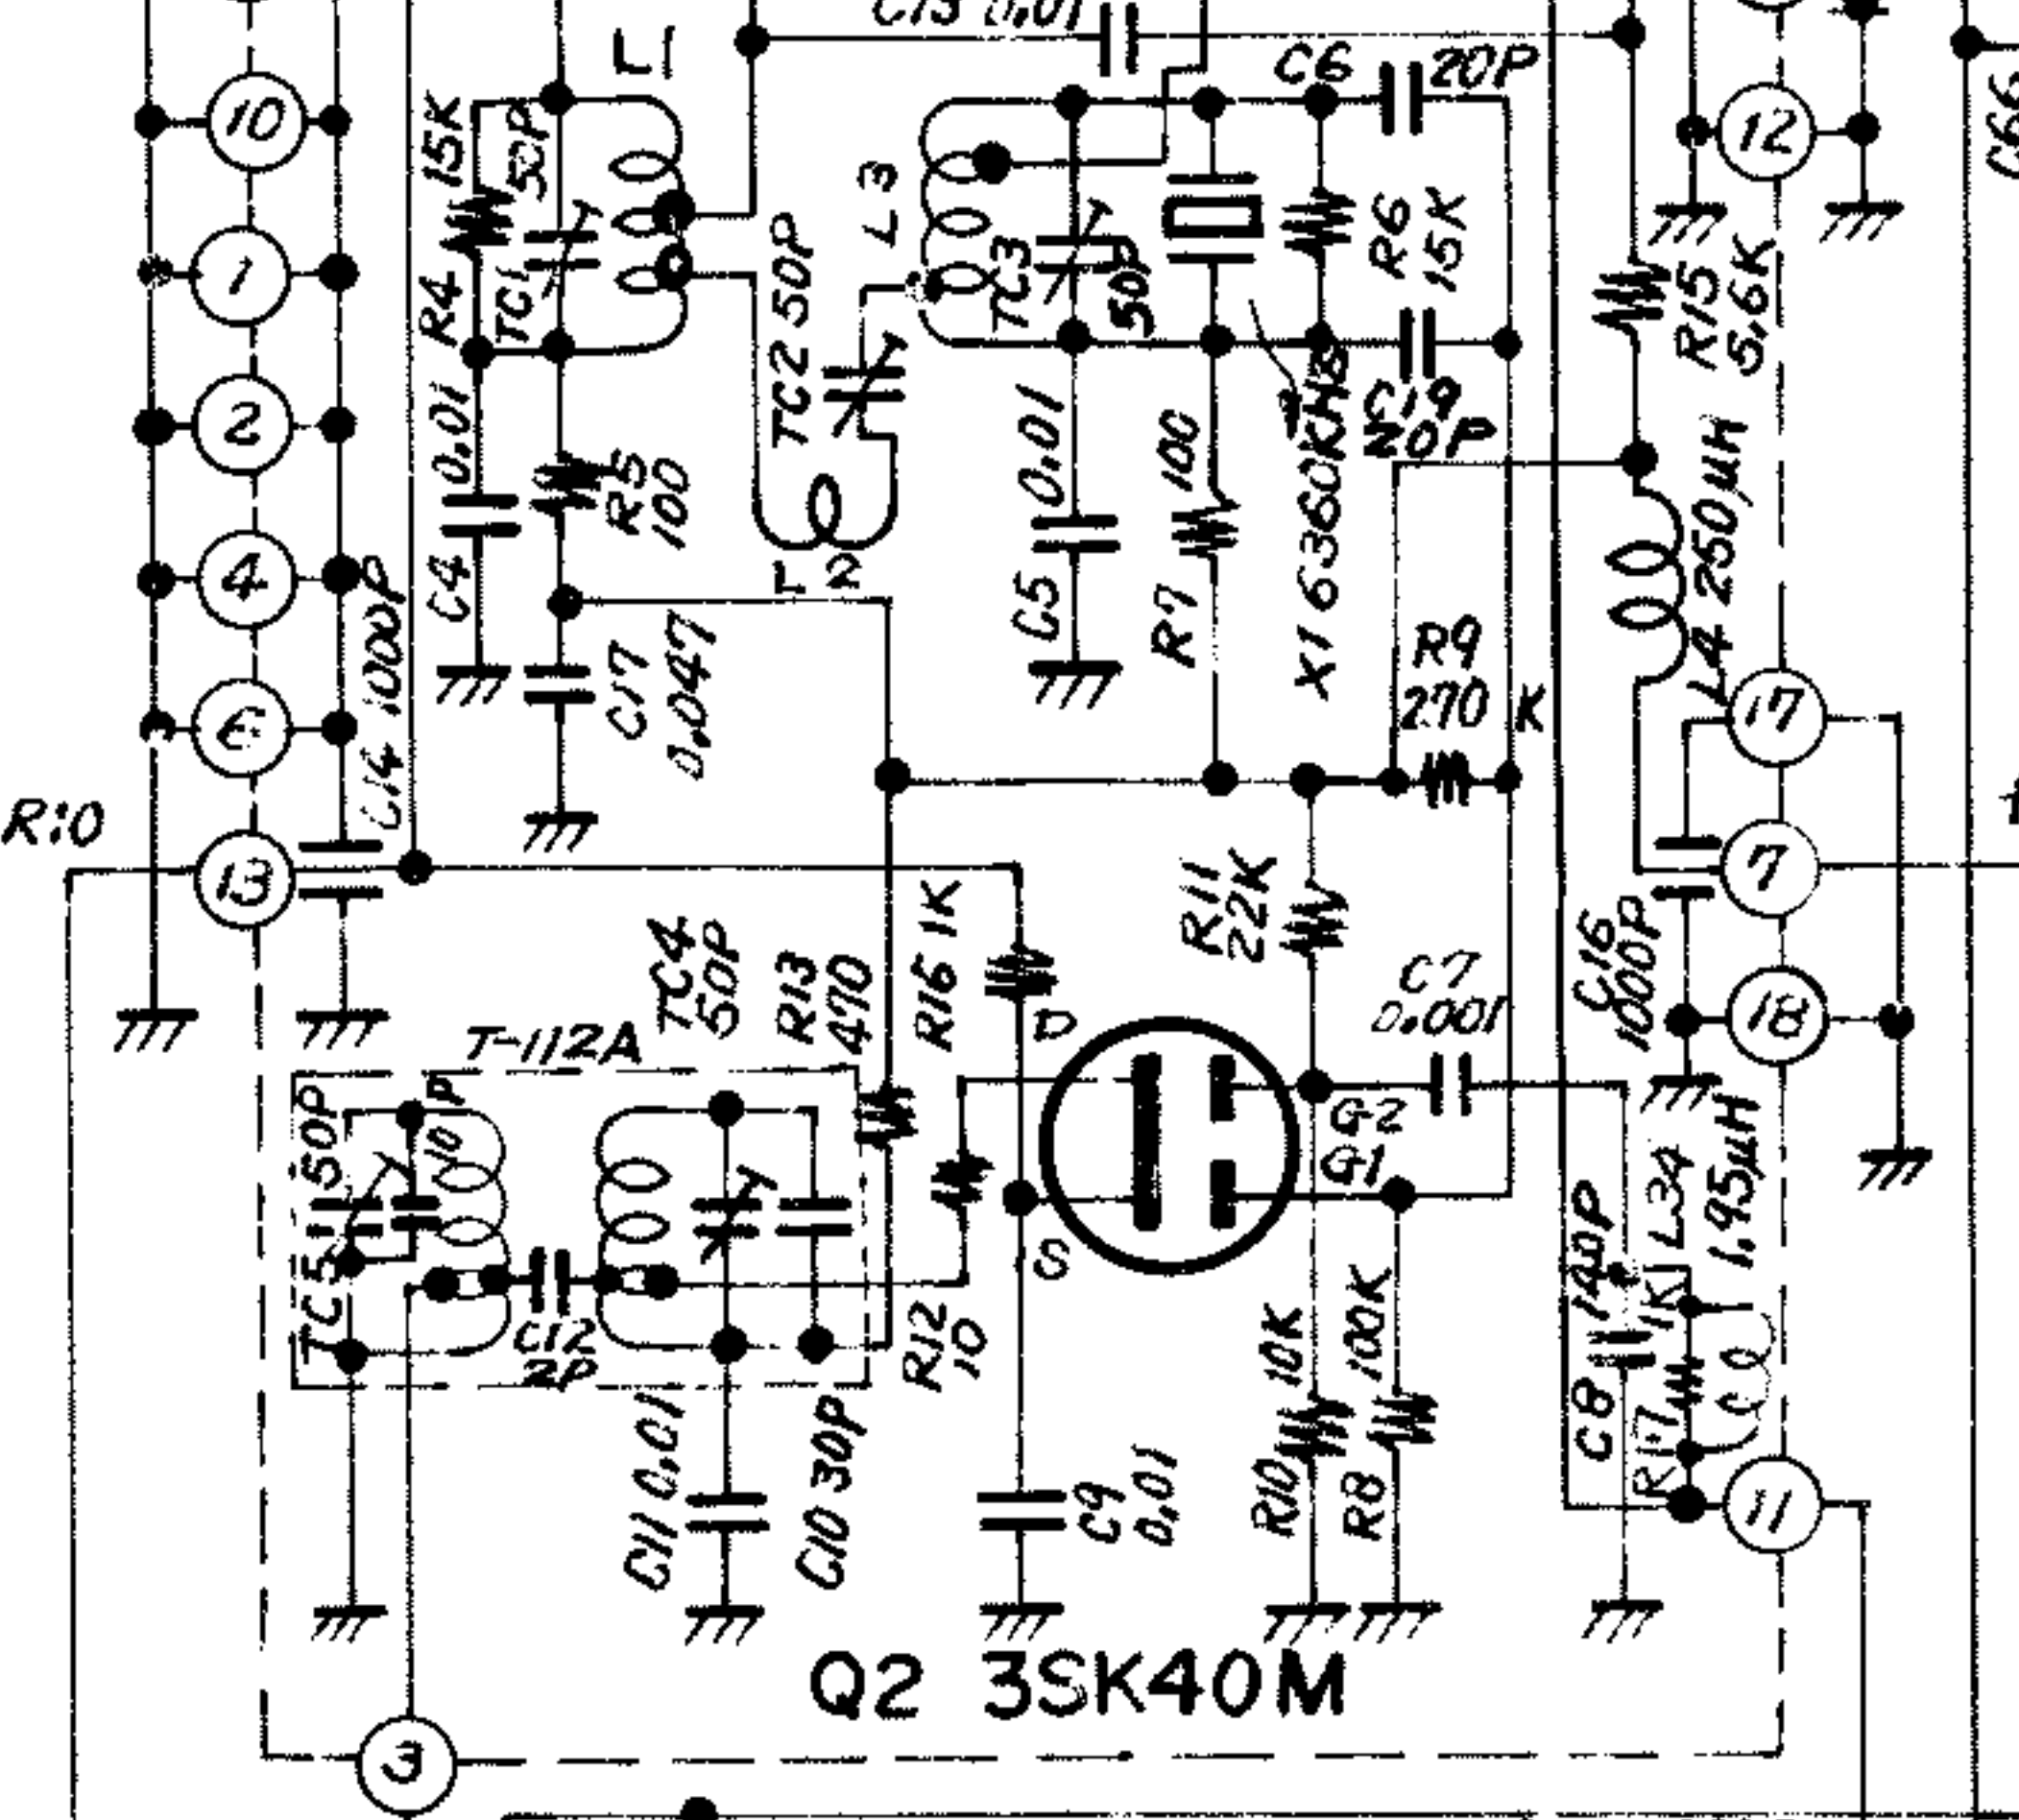 C13 0.01
L1
C6 20P
10
12
C66
15K
50P
L3
R4
TC1
TC2 50P
TC3
50P
R6
15K
R15
5.6K
1
2
4
6
13
0.01
C4
R5
100
L2
0.01
C5
100
R7
X1 6360KHz
C19
20P
L4 250μH
C14 1000P
C17
0.047
R9
270 K
17
7
18
R10
R11
22K
C7
0.001
C16
1000P
TC4
50P
R13
470
R16 1K
T-112A
D
G2
G1
S
TC5 50P
10P
C12
2P
R12
10
C8 140P
R17 1K
L34
1.95μH
R10 10K
R8 100K
11
C11 0.01
C10 30P
C9
0.01
Q2 3SK40M
3